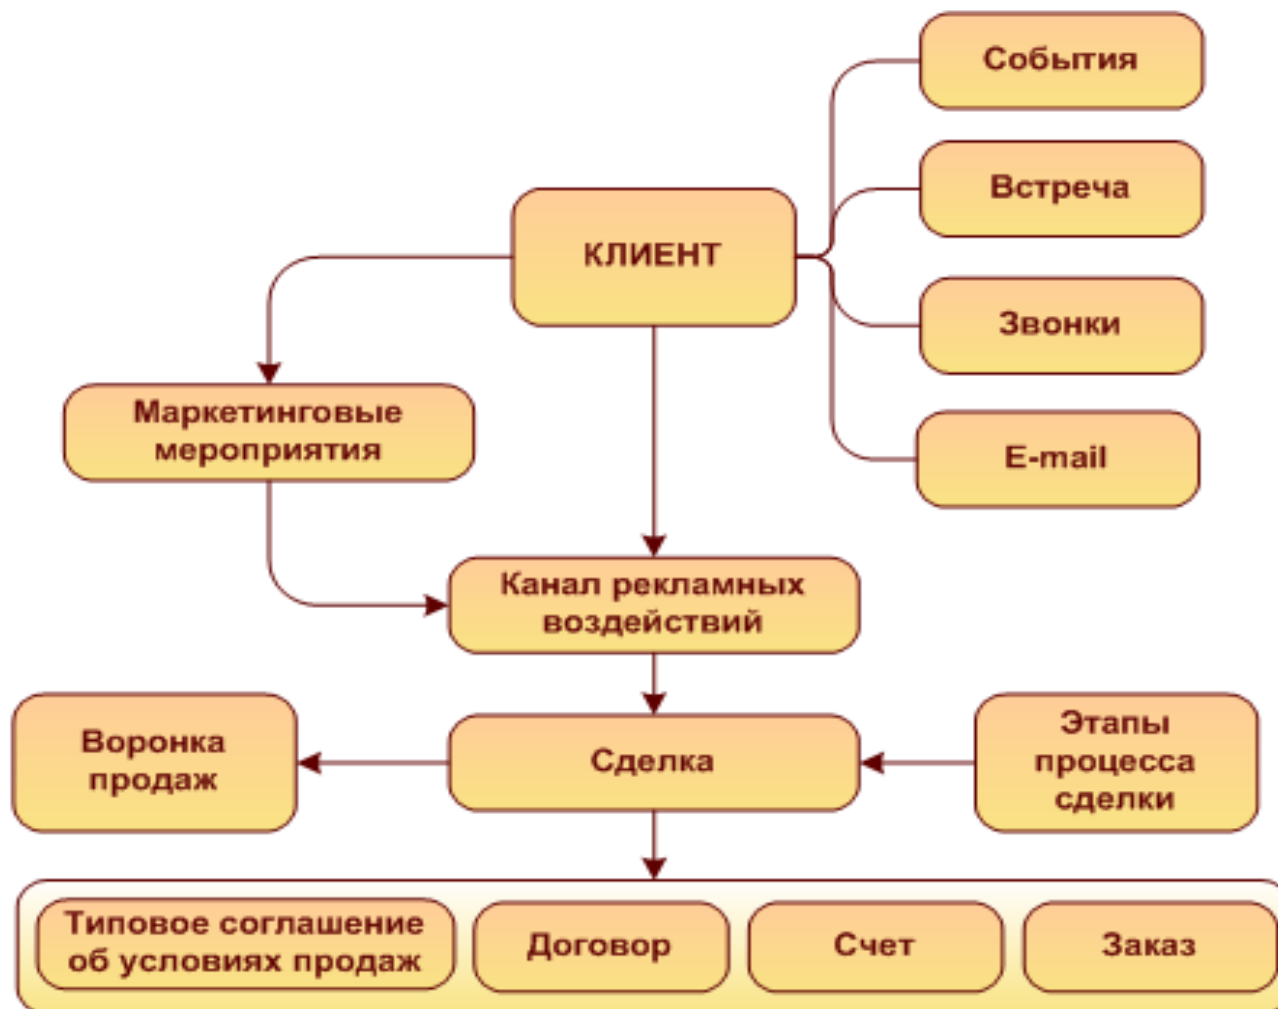 События
Встреча
КЛИЕНТ
Звонки
Маркетинговые
мероприятия
E-mail
Канал рекламных
воздействий
Воронка
продаж
Сделка
Этапы
процесса
сделки
Типовое соглашение
об условиях продаж
Договор
Счет
Заказ